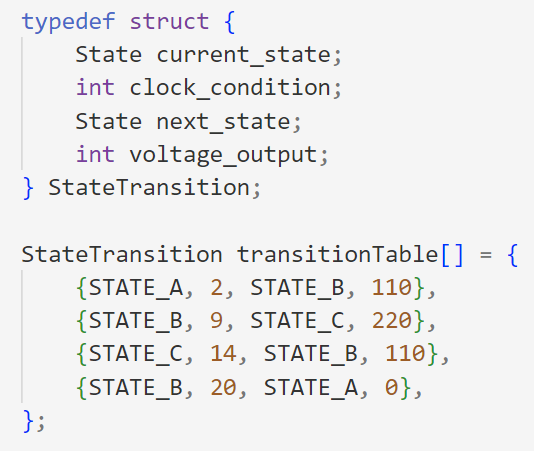 typedef struct {
    State current_state;
    int clock_condition;
    State next_state;
    int voltage_output;
} StateTransition;

StateTransition transitionTable[] = {
    {STATE_A, 2, STATE_B, 110},
    {STATE_B, 9, STATE_C, 220},
    {STATE_C, 14, STATE_B, 110},
    {STATE_B, 20, STATE_A, 0},
};